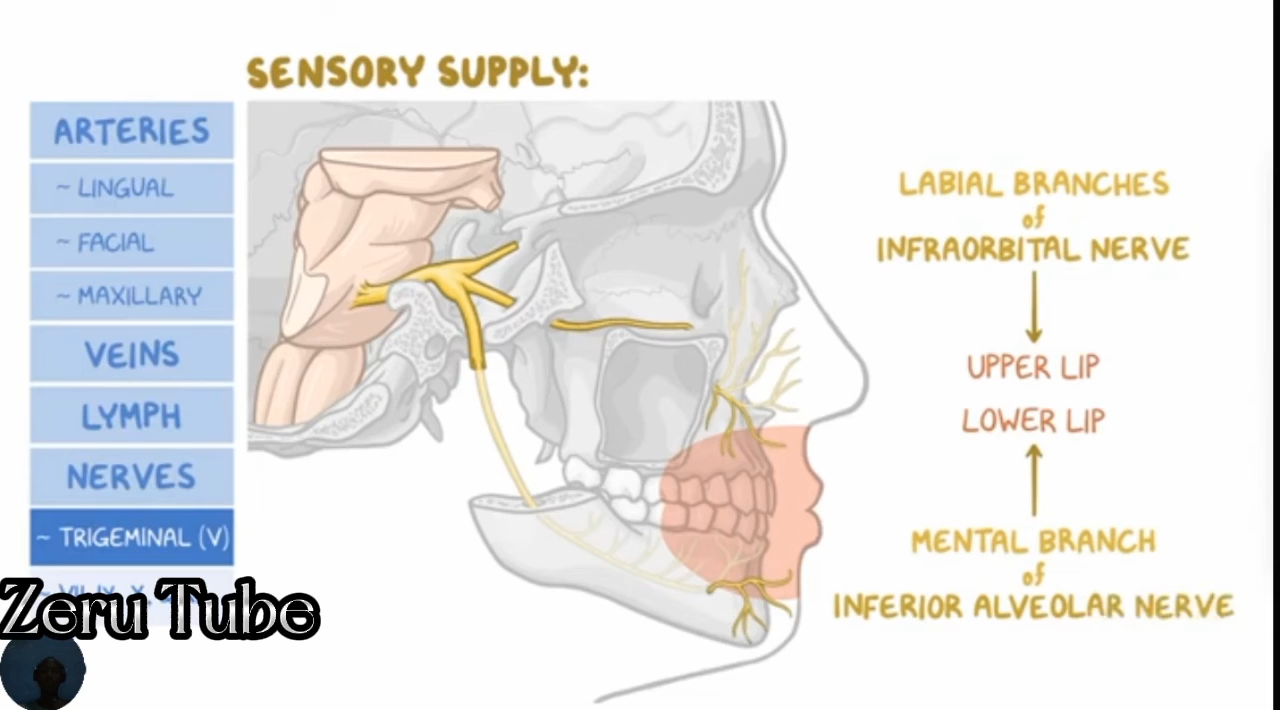 SENSORY SUPPLY:
ARTERIES
~ LINGUAL
~ FACIAL
~ MAXILLARY
VEINS
LYMPH
NERVES
~ TRIGEMINAL (V)
LABIAL BRANCHES
of
INFRAORBITAL NERVE
UPPER LIP
LOWER LIP
MENTAL BRANCH
of
INFERIOR ALVEOLAR NERVE
Zeru Tube